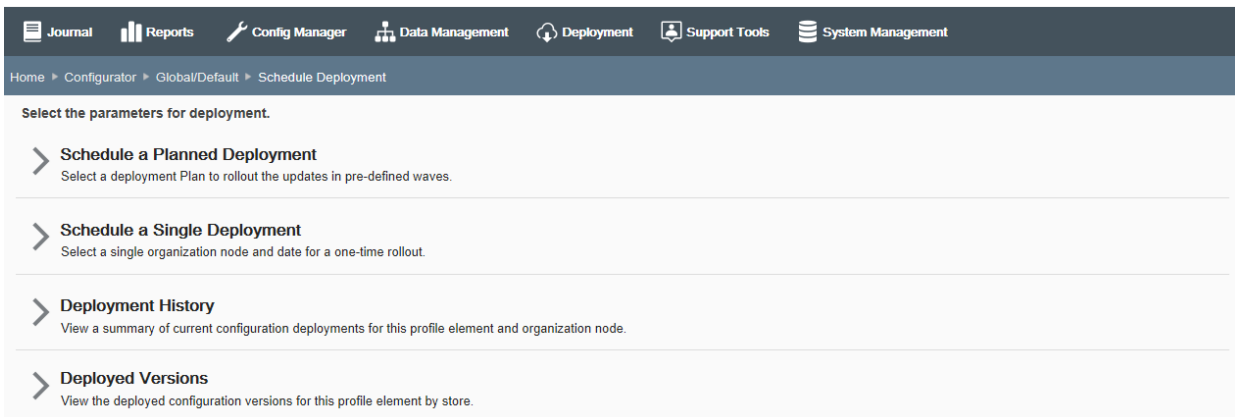 Journal Reports Config Manager Data Management Deployment Support Tools System Management
Home ▸ Configurator ▸ Global/Default ▸ Schedule Deployment
Select the parameters for deployment.
Schedule a Planned Deployment
Select a deployment Plan to rollout the updates in pre-defined waves.
Schedule a Single Deployment
Select a single organization node and date for a one-time rollout.
Deployment History
View a summary of current configuration deployments for this profile element and organization node.
Deployed Versions
View the deployed configuration versions for this profile element by store.